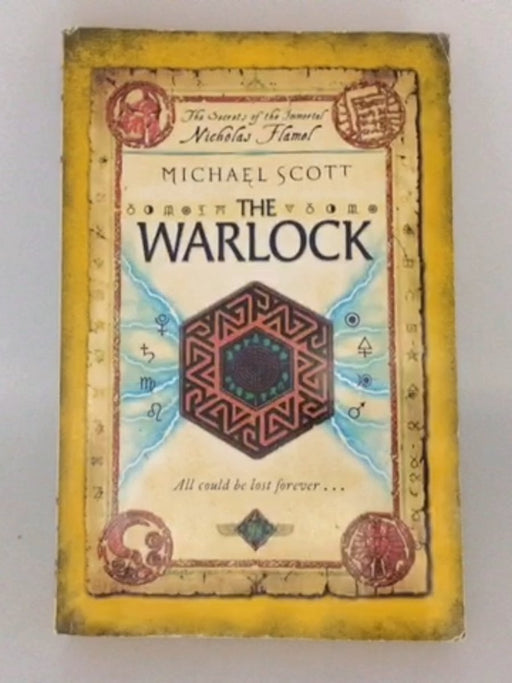 The Secrets of the Immortal
Nicholas Flamel
MICHAEL SCOTT
THE
WARLOCK
All could be lost forever...